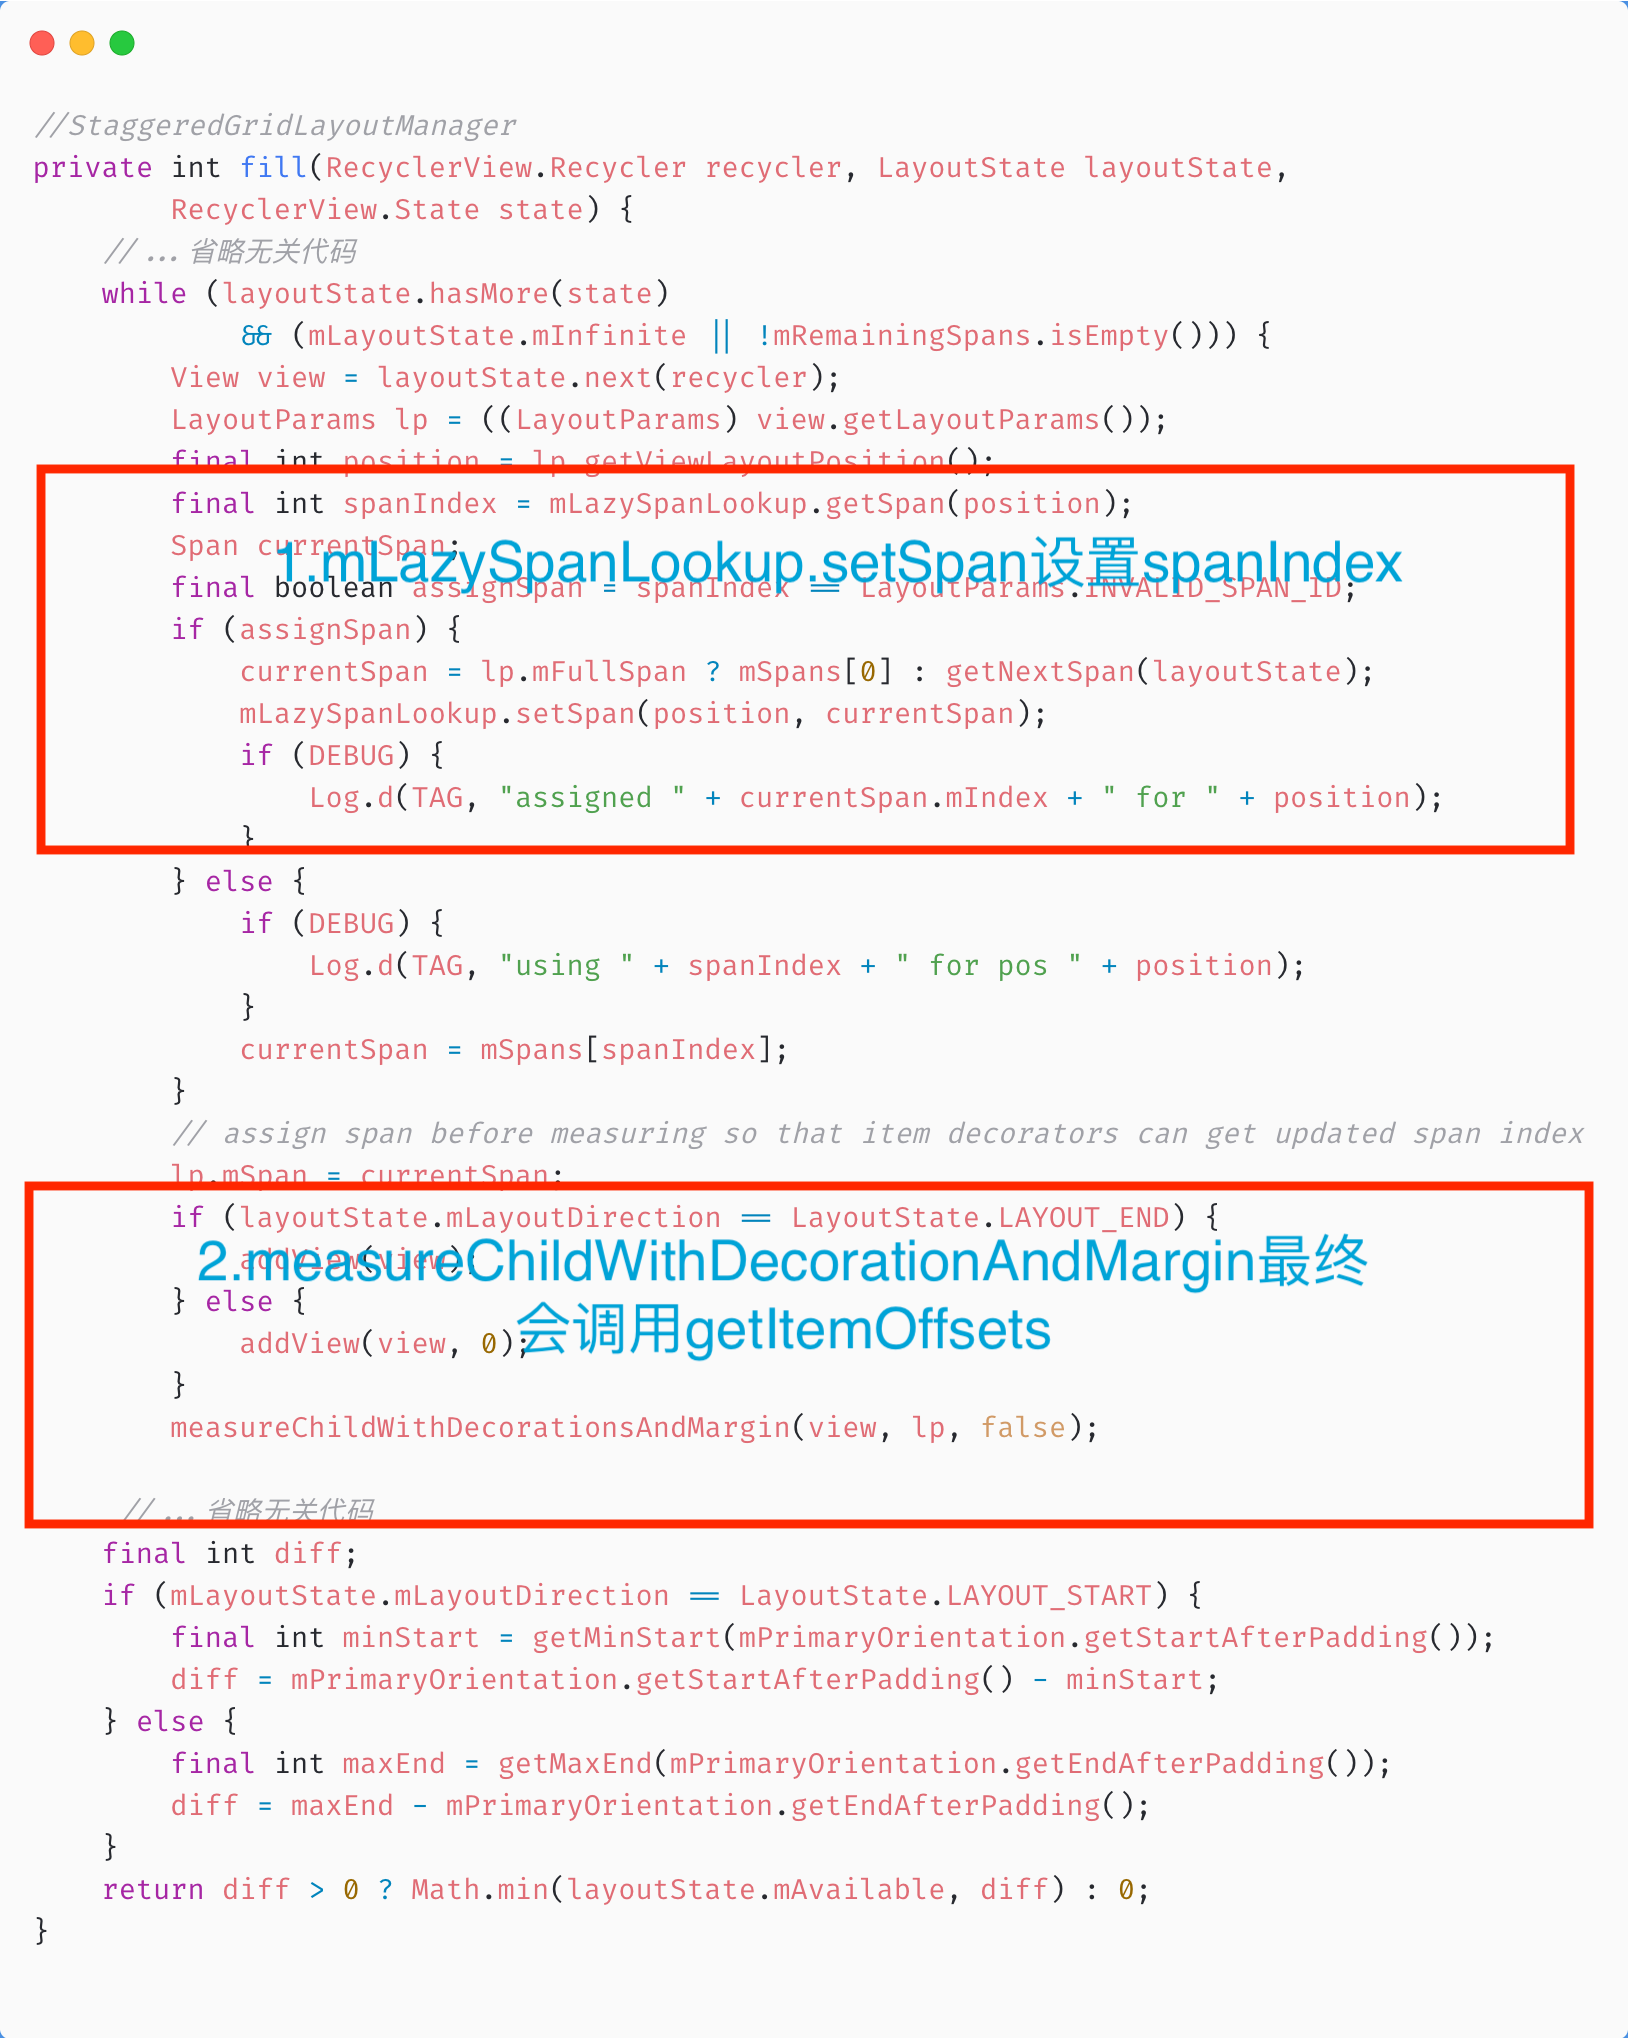 //StaggeredGridLayoutManager
private int fill(RecyclerView.Recycler recycler, LayoutState layoutState,
        RecyclerView.State state) {
    // ... 省略无关代码
    while (layoutState.hasMore(state)
            && (mLayoutState.mInfinite || !mRemainingSpans.isEmpty())) {
        View view = layoutState.next(recycler);
        LayoutParams lp = ((LayoutParams) view.getLayoutParams());
        final int position = lp.getViewLayoutPosition();
        final int spanIndex = mLazySpanLookup.getSpan(position);
        Span currentSpan;
1.mLazySpanLookup.setSpan设置spanIndex
        final boolean assignSpan = spanIndex == LayoutParams.INVALID_SPAN_ID;
        if (assignSpan) {
            currentSpan = lp.mFullSpan ? mSpans[0] : getNextSpan(layoutState);
            mLazySpanLookup.setSpan(position, currentSpan);
            if (DEBUG) {
                Log.d(TAG, "assigned " + currentSpan.mIndex + " for " + position);
            }
        } else {
            if (DEBUG) {
                Log.d(TAG, "using " + spanIndex + " for pos " + position);
            }
            currentSpan = mSpans[spanIndex];
        }
        // assign span before measuring so that item decorators can get updated span index
        lp.mSpan = currentSpan;
        if (layoutState.mLayoutDirection == LayoutState.LAYOUT_END) {
            addView(view);
2.measureChildWithDecorationAndMargin最终
        } else {
会调用getItemOffsets
            addView(view, 0);
        }
        measureChildWithDecorationsAndMargin(view, lp, false);
     // ... 省略无关代码
    final int diff;
    if (mLayoutState.mLayoutDirection == LayoutState.LAYOUT_START) {
        final int minStart = getMinStart(mPrimaryOrientation.getStartAfterPadding());
        diff = mPrimaryOrientation.getStartAfterPadding() - minStart;
    } else {
        final int maxEnd = getMaxEnd(mPrimaryOrientation.getEndAfterPadding());
        diff = maxEnd - mPrimaryOrientation.getEndAfterPadding();
    }
    return diff > 0 ? Math.min(layoutState.mAvailable, diff) : 0;
}